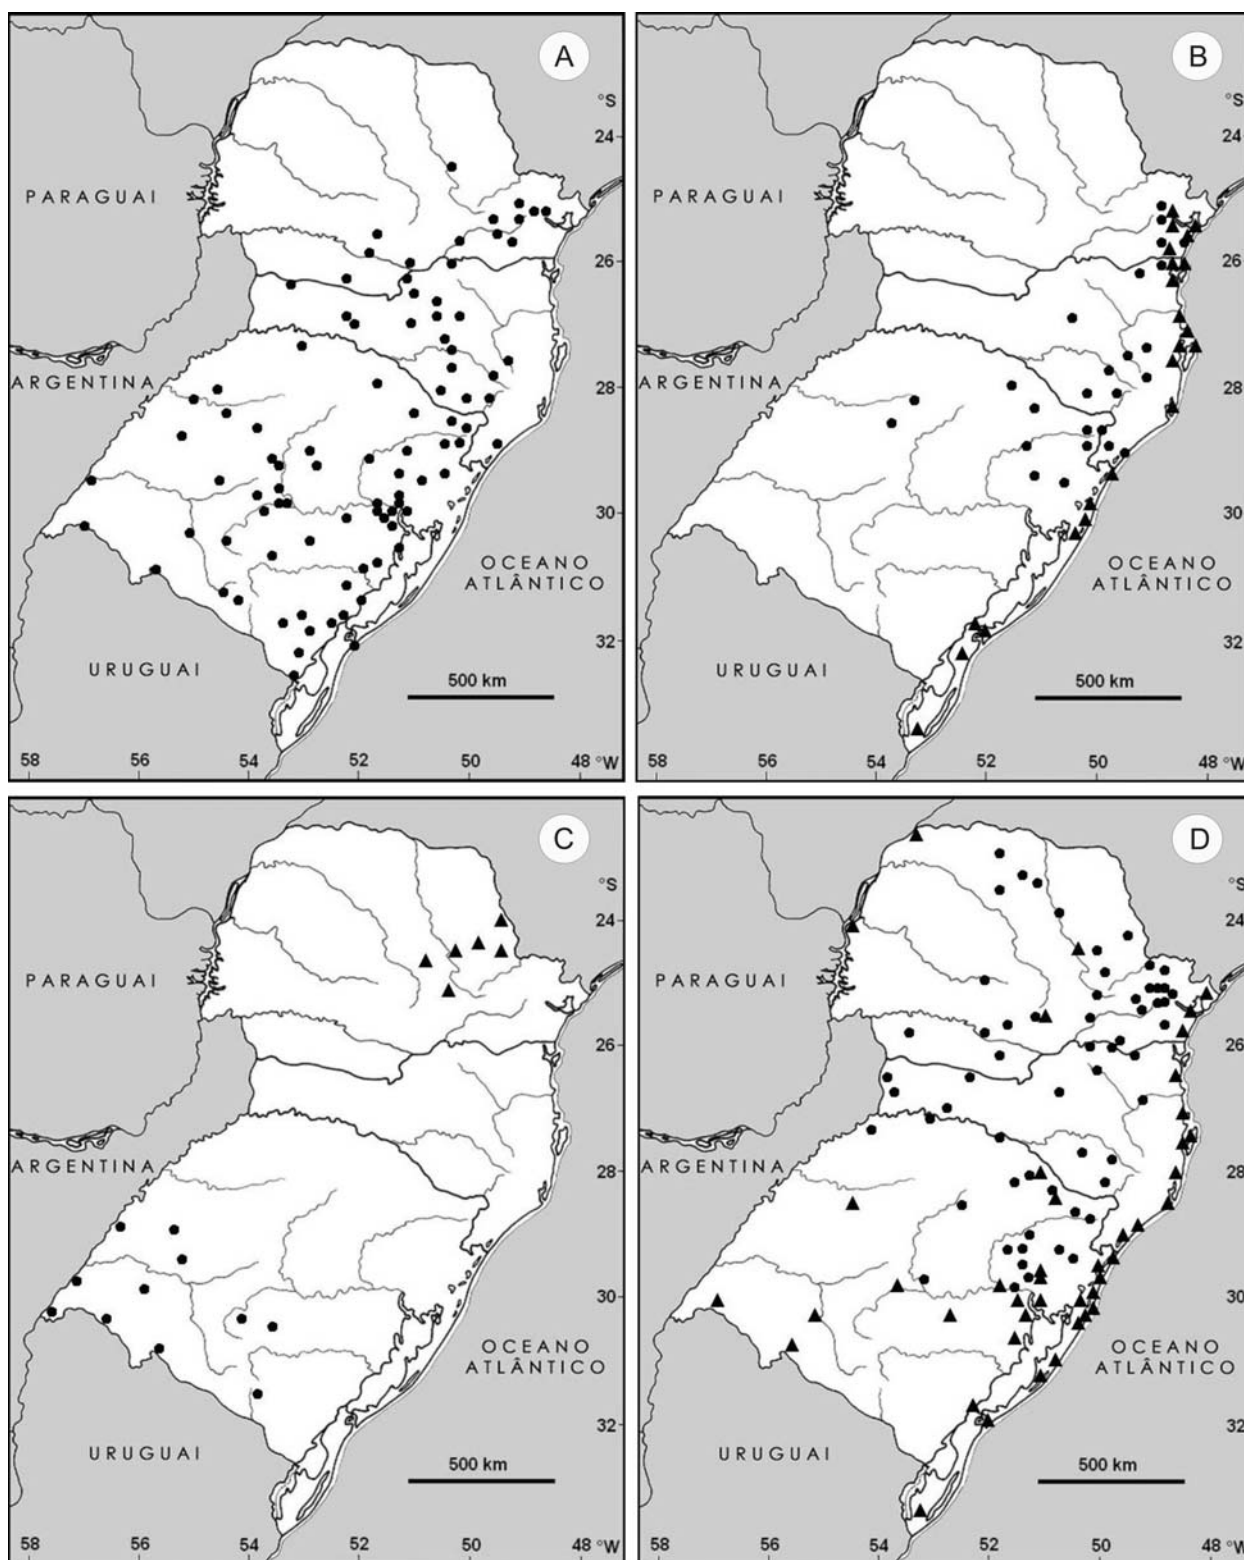 A
°S
24
PARAGUAI
26
ARGENTINA
28
30
OCEANO
ATLÂNTICO
32
URUGUAI
500 km
58
56
54
52
50
48
°W
B
°S
24
PARAGUAI
26
ARGENTINA
28
30
OCEANO
ATLÂNTICO
32
URUGUAI
500 km
58
56
54
52
50
48
°W
C
°S
24
PARAGUAI
26
ARGENTINA
28
30
OCEANO
ATLÂNTICO
32
URUGUAI
500 km
58
56
54
52
50
48
°W
D
°S
24
PARAGUAI
26
ARGENTINA
28
30
OCEANO
ATLÂNTICO
32
URUGUAI
500 km
58
56
54
52
50
48
°W